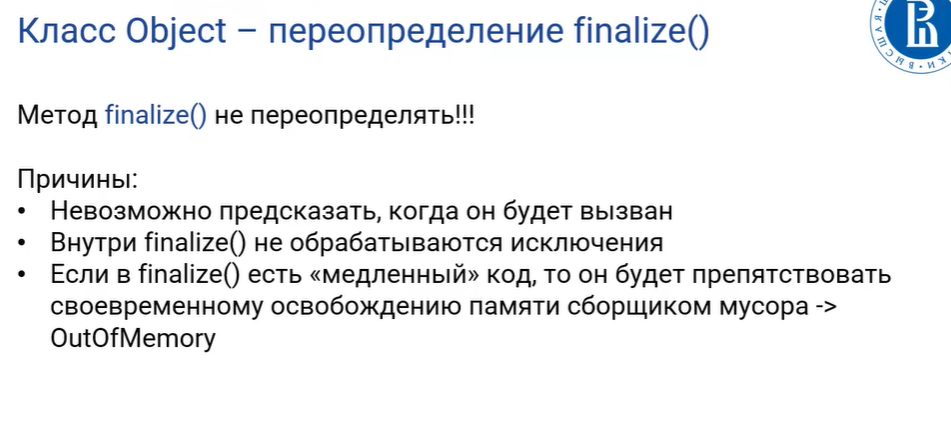 Класс Object – переопределение finalize()
Метод finalize() не переопределять!!!
Причины:
• Невозможно предсказать, когда он будет вызван
• Внутри finalize() не обрабатываются исключения
• Если в finalize() есть «медленный» код, то он будет препятствовать
своевременному освобождению памяти сборщиком мусора ->
OutOfMemory